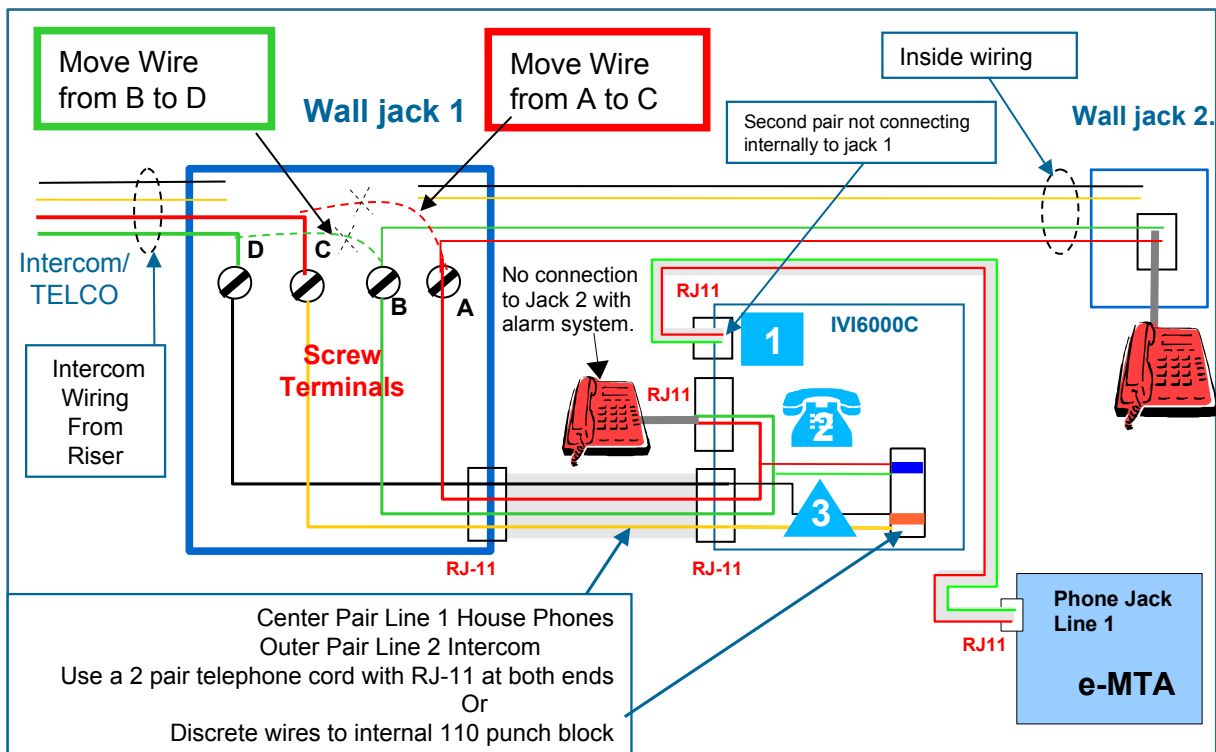 Move Wire
from B to D
Wall jack 1
Move Wire
from A to C
Inside wiring
Second pair not connecting
internally to jack 1
Wall jack 2.
D
C
B
A
Intercom/
TELCO
Screw
Terminals
No connection
to Jack 2 with
alarm system.
RJ11
IVI6000C
1
Intercom
Wiring
From
Riser
RJ11
2
3
RJ-11
RJ-11
Center Pair Line 1 House Phones
Outer Pair Line 2 Intercom
Use a 2 pair telephone cord with RJ-11 at both ends
Or
Discrete wires to internal 110 punch block
RJ11
Phone Jack
Line 1
e-MTA